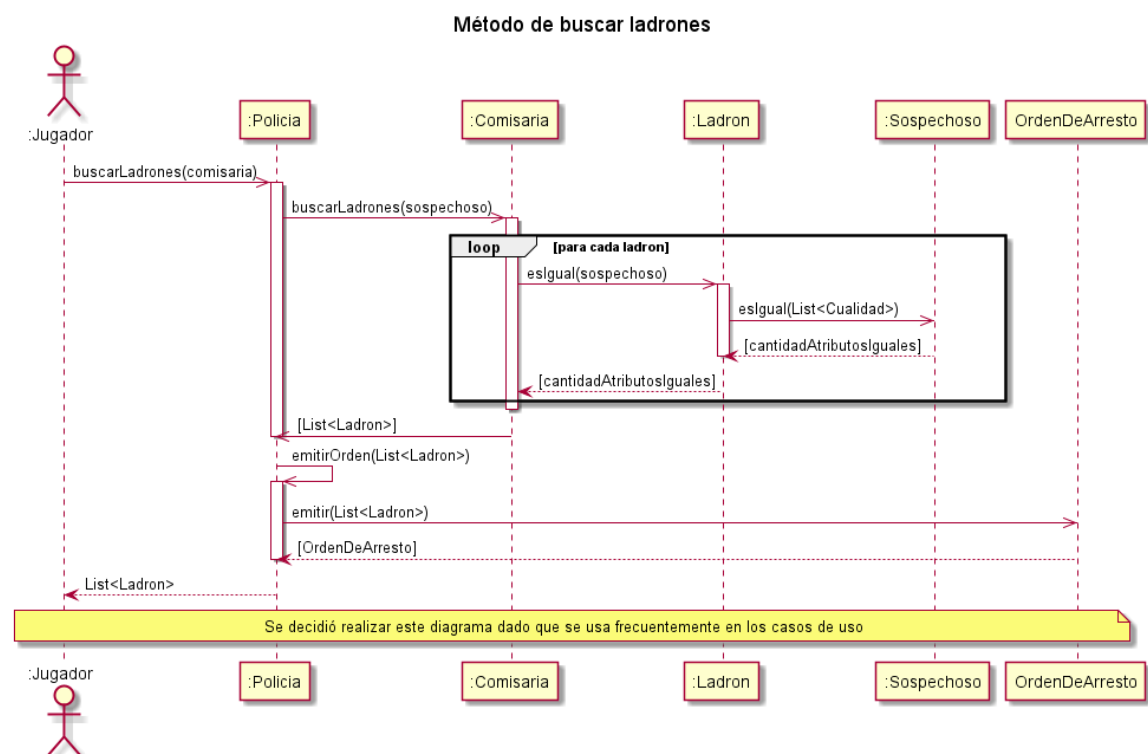 Método de buscar ladrones
:Jugador
:Policia
:Comisaria
:Ladron
:Sospechoso
OrdenDeArresto
buscarLadrones(comisaria)
buscarLadrones(sospechoso)
loop
[para cada ladron]
esIgual(sospechoso)
esIgual(List<Cualidad>)
[cantidadAtributosIguales]
[cantidadAtributosIguales]
[List<Ladron>]
emitirOrden(List<Ladron>)
emitir(List<Ladron>)
[OrdenDeArresto]
List<Ladron>
Se decidió realizar este diagrama dado que se usa frecuentemente en los casos de uso
:Jugador
:Policia
:Comisaria
:Ladron
:Sospechoso
OrdenDeArresto